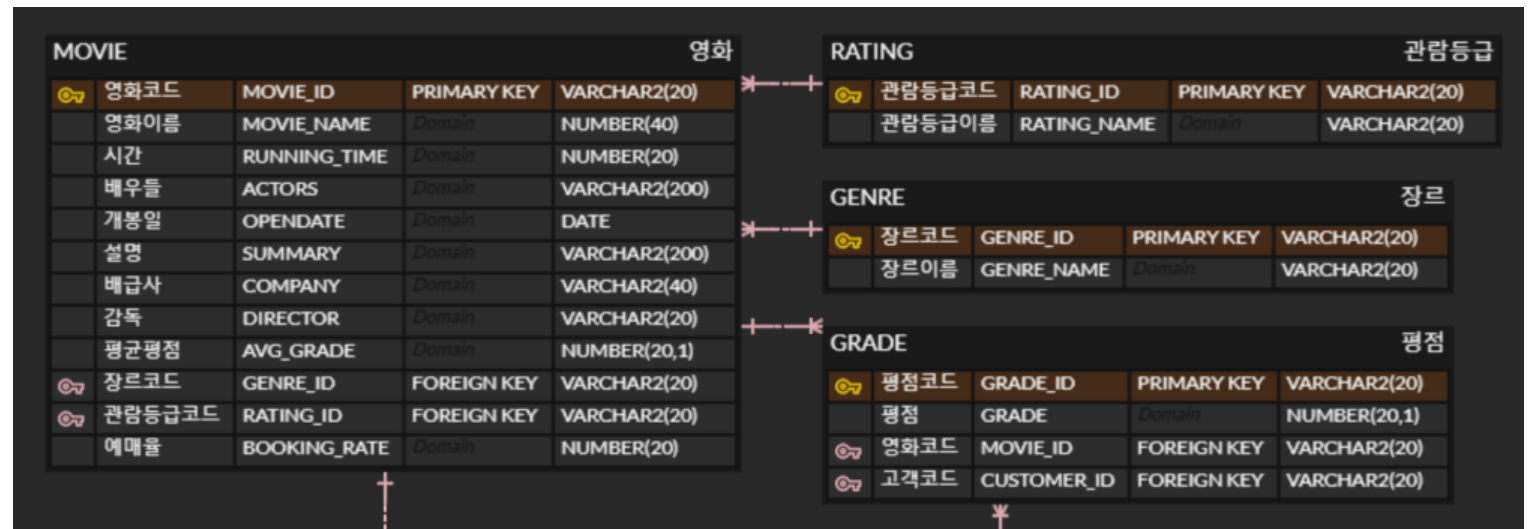 MOVIE 영화
영화코드 MOVIE_ID PRIMARY KEY VARCHAR2(20)
영화이름 MOVIE_NAME Domain NUMBER(40)
시간 RUNNING_TIME Domain NUMBER(20)
배우들 ACTORS Domain VARCHAR2(200)
개봉일 OPENDATE Domain DATE
설명 SUMMARY Domain VARCHAR2(200)
배급사 COMPANY Domain VARCHAR2(40)
감독 DIRECTOR Domain VARCHAR2(20)
평균평점 AVG_GRADE Domain NUMBER(20,1)
장르코드 GENRE_ID FOREIGN KEY VARCHAR2(20)
관람등급코드 RATING_ID FOREIGN KEY VARCHAR2(20)
예매율 BOOKING_RATE Domain NUMBER(20)
RATING 관람등급
관람등급코드 RATING_ID PRIMARY KEY VARCHAR2(20)
관람등급이름 RATING_NAME Domain VARCHAR2(20)
GENRE 장르
장르코드 GENRE_ID PRIMARY KEY VARCHAR2(20)
장르이름 GENRE_NAME Domain VARCHAR2(20)
GRADE 평점
평점코드 GRADE_ID PRIMARY KEY VARCHAR2(20)
평점 GRADE Domain NUMBER(20,1)
영화코드 MOVIE_ID FOREIGN KEY VARCHAR2(20)
고객코드 CUSTOMER_ID FOREIGN KEY VARCHAR2(20)